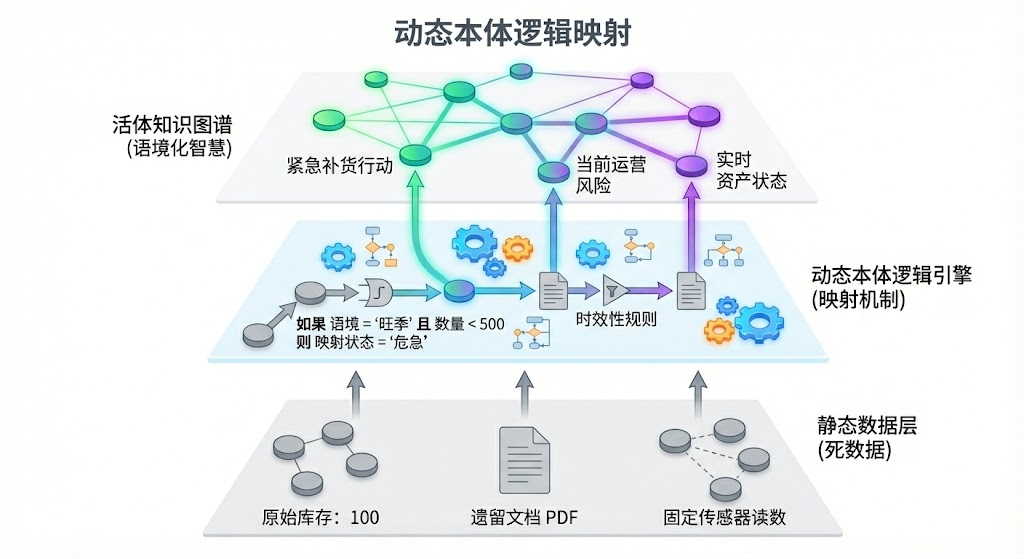 动态本体逻辑映射
活体知识图谱
(语境化智慧)
紧急补货行动
当前运营
风险
实时
资产状态
动态本体逻辑引擎
(映射机制)
如果 语境 = ‘旺季’ 且 数量 < 500
则 映射状态 = ‘危急’
时效性规则
静态数据层
(死数据)
原始库存：100
遗留文档 PDF
固定传感器读数